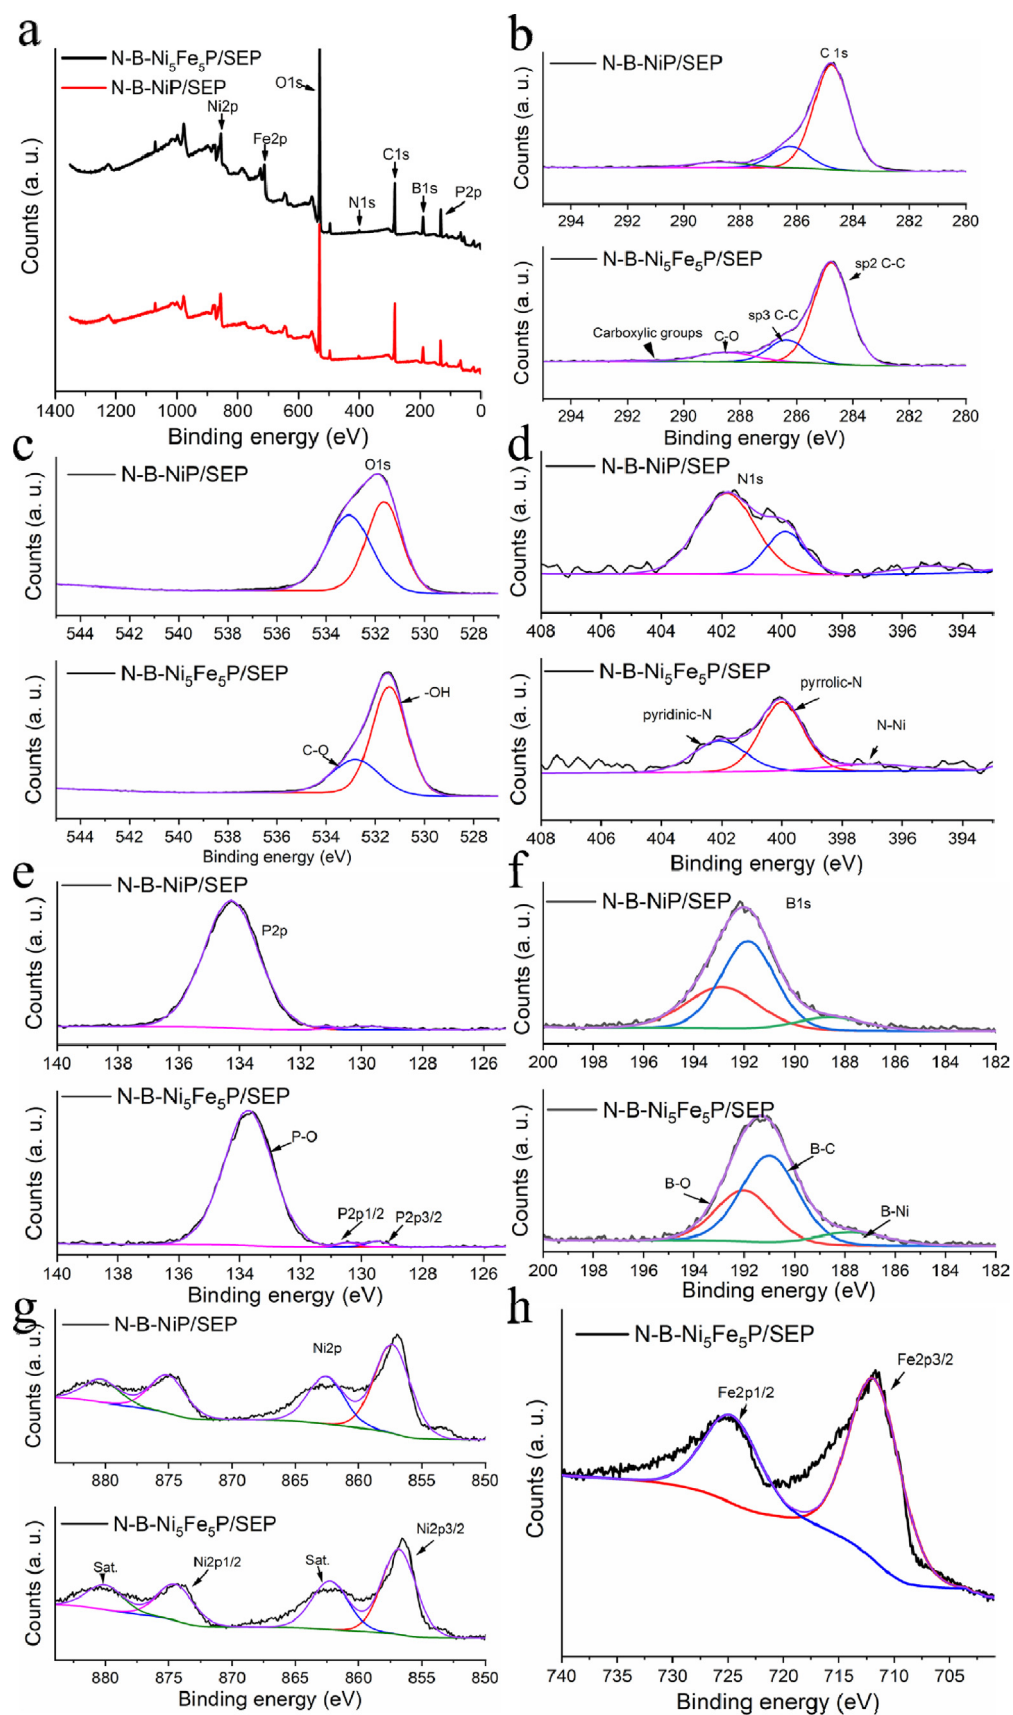 a
N-B-Ni5Fe5P/SEP
N-B-NiP/SEP
O1s
Ni2p
Fe2p
C1s
N1s
B1s
P2p
Counts (a. u.)
1400 1200 1000 800 600 400 200 0
Binding energy (eV)
b
N-B-NiP/SEP
C 1s
Counts (a. u.)
294 292 290 288 286 284 282 280
N-B-Ni5Fe5P/SEP
sp2 C-C
sp3 C-C
Carboxylic groups
C-O
Counts (a. u.)
294 292 290 288 286 284 282 280
Binding energy (eV)
c
N-B-NiP/SEP
O1s
Counts (a. u.)
544 542 540 538 536 534 532 530 528
N-B-Ni5Fe5P/SEP
-OH
C-O
Counts (a. u.)
544 542 540 538 536 534 532 530 528
Binding energy (eV)
d
N-B-NiP/SEP
N1s
Counts (a. u.)
408 406 404 402 400 398 396 394
N-B-Ni5Fe5P/SEP
pyrrolic-N
pyridinic-N
N-Ni
Counts (a. u.)
408 406 404 402 400 398 396 394
Binding energy (eV)
e
N-B-NiP/SEP
P2p
Counts (a. u.)
140 138 136 134 132 130 128 126
N-B-Ni5Fe5P/SEP
P-O
P2p1/2
P2p3/2
Counts (a. u.)
140 138 136 134 132 130 128 126
Binding energy (eV)
f
N-B-NiP/SEP
B1s
Counts (a. u.)
200 198 196 194 192 190 188 186 184 182
N-B-Ni5Fe5P/SEP
B-C
B-O
B-Ni
Counts (a. u.)
200 198 196 194 192 190 188 186 184 182
Binding energy (eV)
g
N-B-NiP/SEP
Ni2p
Counts (a. u.)
880 875 870 865 860 855 850
N-B-Ni5Fe5P/SEP
Ni2p3/2
Sat.
Ni2p1/2
Sat.
Counts (a. u.)
880 875 870 865 860 855 850
Binding energy (eV)
h
N-B-Ni5Fe5P/SEP
Fe2p3/2
Fe2p1/2
Counts (a. u.)
740 735 730 725 720 715 710 705
Binding energy (eV)